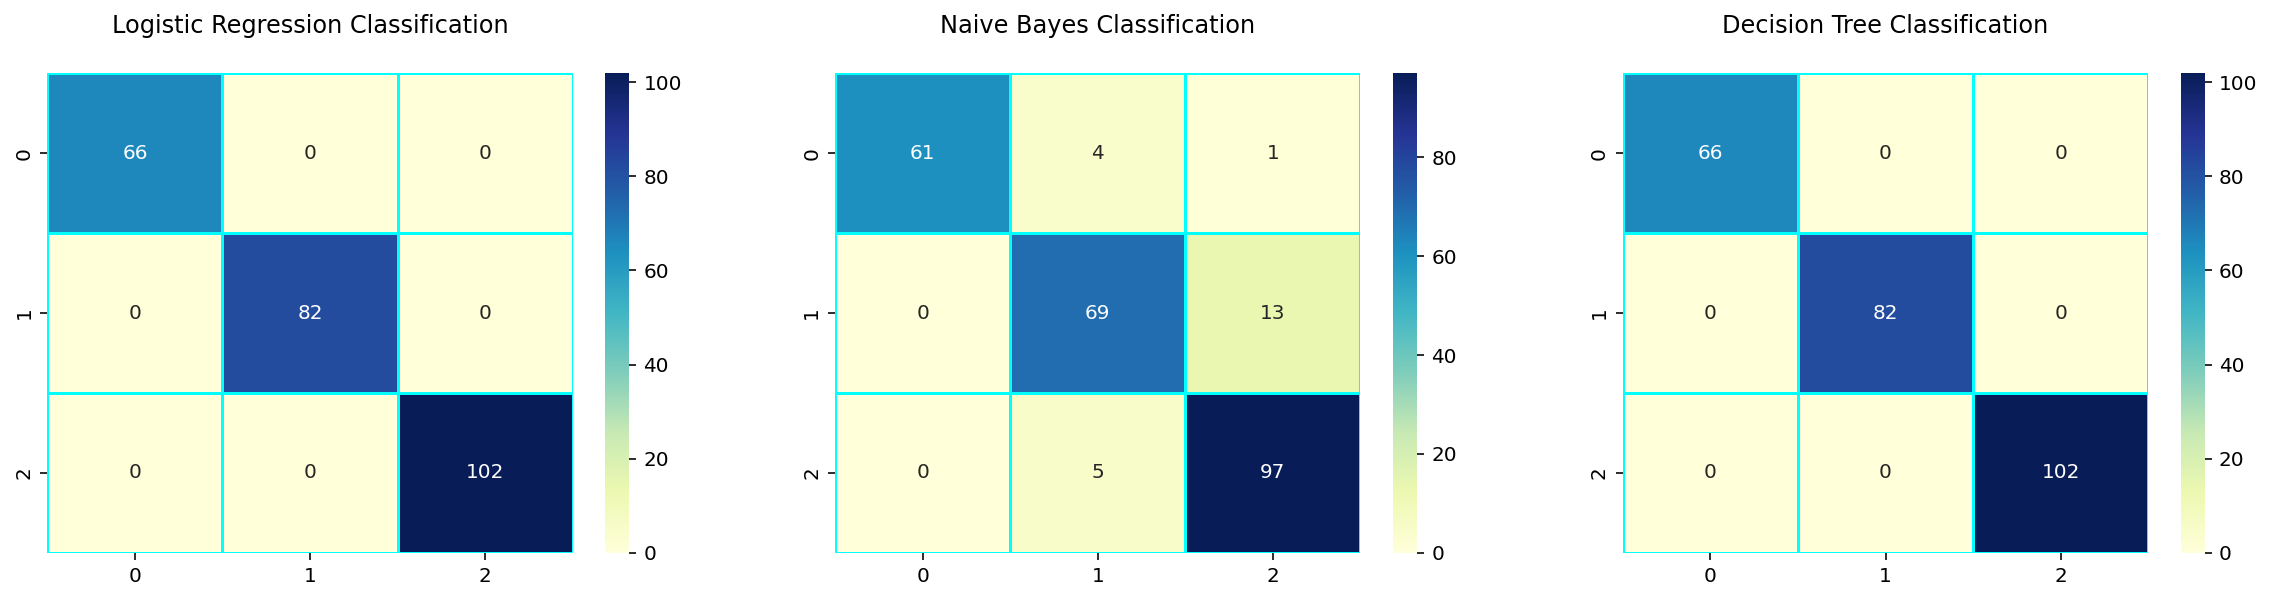 Logistic Regression Classification
66 0 0
0 82 0
0 0 102
0 1 2
0 1 2
100 80 60 40 20 0
Naive Bayes Classification
61 4 1
0 69 13
0 5 97
0 1 2
0 1 2
80 60 40 20 0
Decision Tree Classification
66 0 0
0 82 0
0 0 102
0 1 2
0 1 2
100 80 60 40 20 0